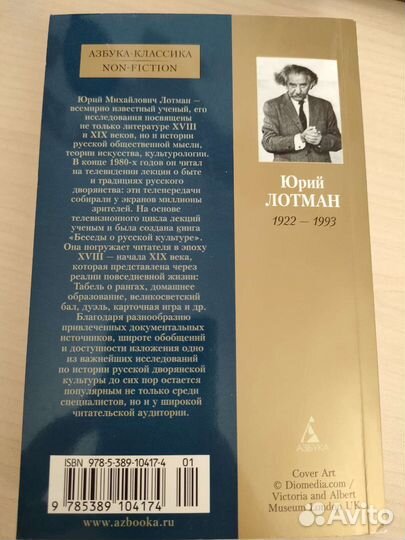 АЗБУКА-КЛАССИКА
NON-FICTION
Юрий Михайлович Лотман —
всемирно известный ученый, его
исследования посвящены
не только литературе XVIII
и XIX веков, но и истории
русской общественной мысли,
теории искусства, культурологии.
В конце 1980-х годов он читал
на телевидении лекции о быте
и традициях русского
дворянства: эти телепередачи
собирали у экранов миллионы
зрителей. На основе
телевизионного цикла лекций
ученым и была создана книга
«Беседы о русской культуре».
Она погружает читателя в эпоху
XVIII — начала XIX века,
которая представлена через
реалии повседневной жизни:
Табель о рангах, домашнее
образование, великосветский
бал, дуэль, карточная игра и др.
Благодаря разнообразию
привлеченных документальных
источников, широте обобщений
и доступности изложения одно
из важнейших исследований
по истории русской дворянской
культуры до сих пор остается
популярным не только среди
специалистов, но и у широкой
читательской аудитории.
ISBN 978-5-389-10417-4 01
9 785389 104174
www.azbooka.ru
Юрий
ЛОТМАН
1922 — 1993
АЗБУКА
Cover Art
© Diomedia.com /
Victoria and Albert
Museum London, UK
Avito